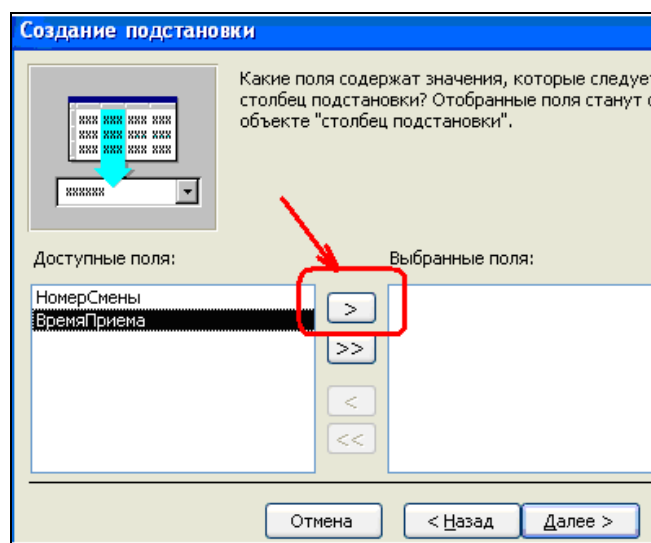 Создание подстановки
Какие поля содержат значения, которые следуе
столбец подстановки? Отобранные поля станут
объекте "столбец подстановки".
Доступные поля:
Выбранные поля:
НомерСмены
ВремяПриема
>
>>
<
<<
Отмена
< Назад
Далее >